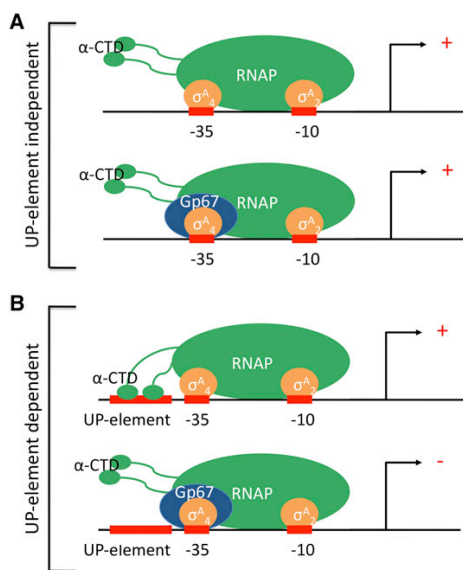 A
UP-element independent
α-CTD
RNAP
σA4
σA2
-35
-10
+
α-CTD
Gp67
RNAP
σA4
σA2
-35
-10
+
B
UP-element dependent
α-CTD
RNAP
σA4
σA2
UP-element
-35
-10
+
α-CTD
Gp67
RNAP
σA4
σA2
UP-element
-35
-10
-